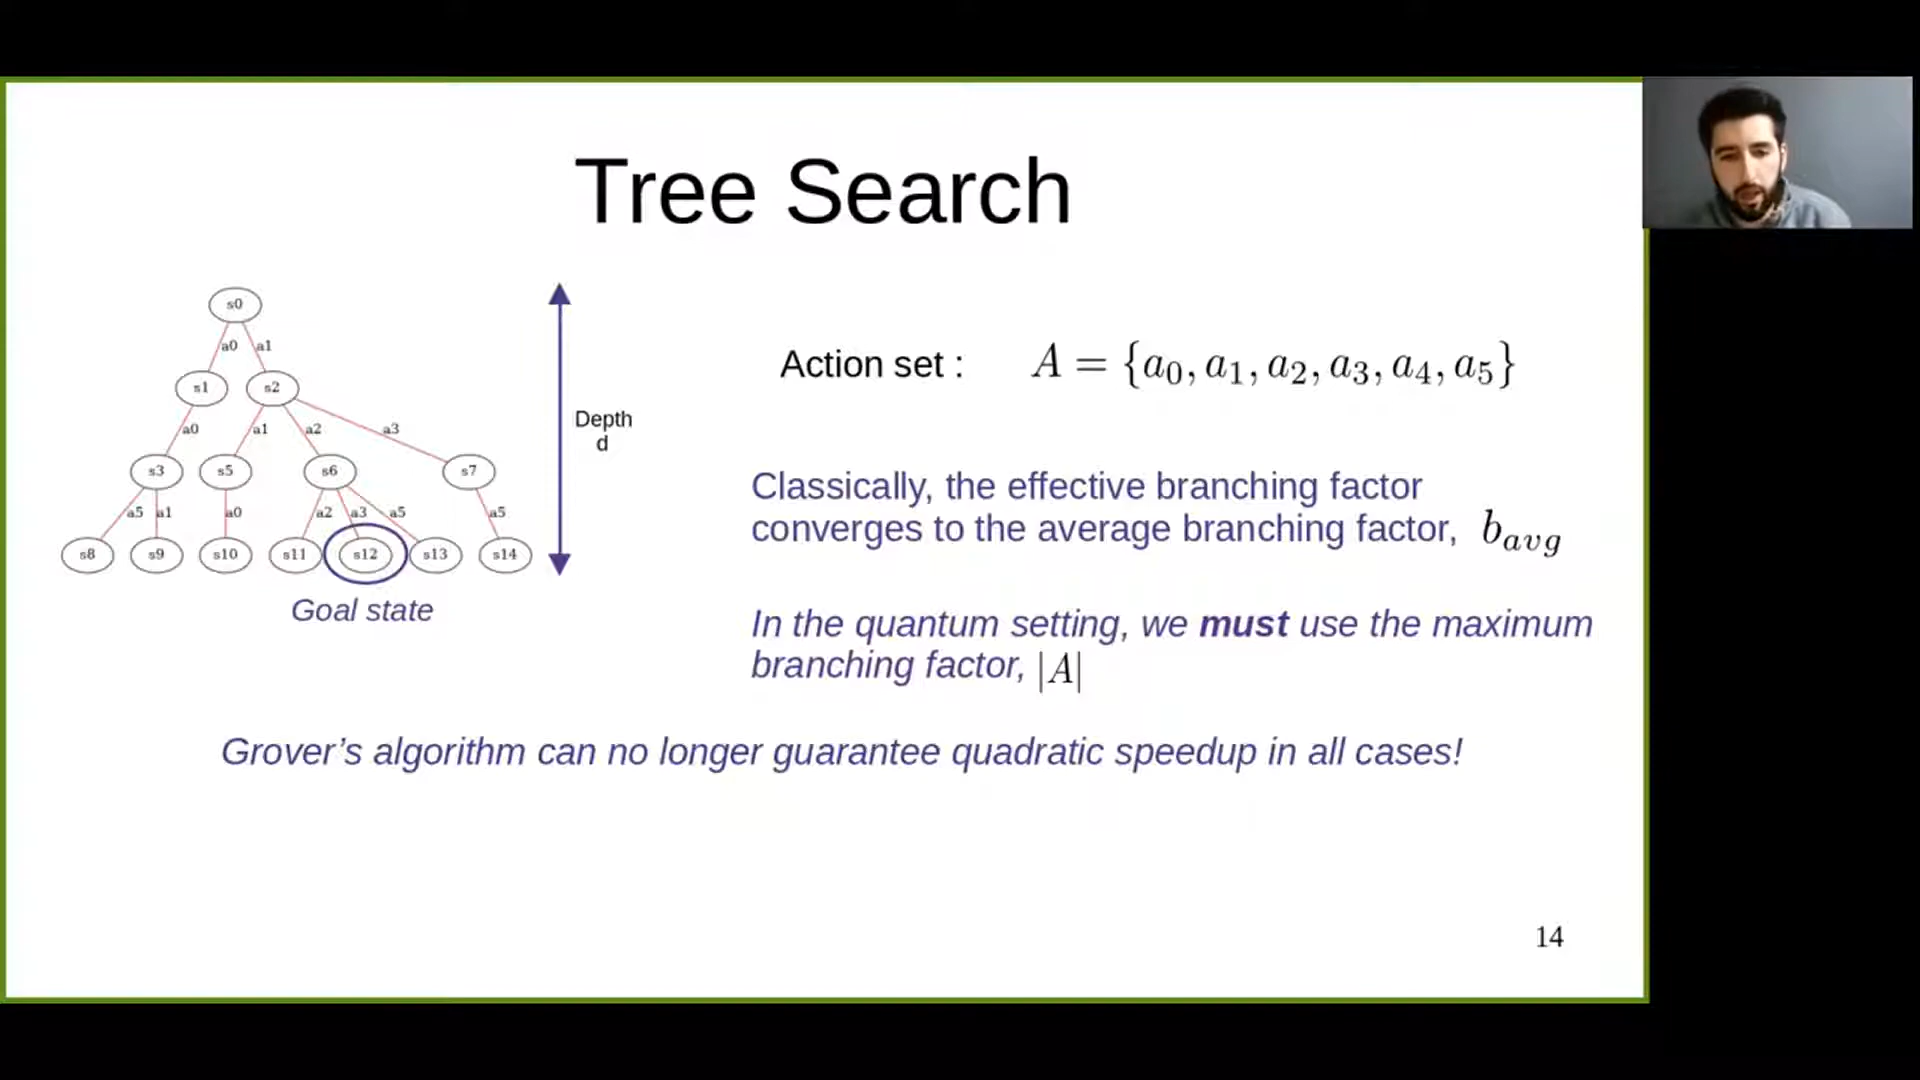 Tree Search
s0
a0 a1
s1 s2
a0 a1 a2 a3
s3 s5 s6 s7
a5 a1 a0 a2 a3 a5 a5
s8 s9 s10 s11 s12 s13 s14
Goal state
Depth
d
Action set : A = {a₀, a₁, a₂, a₃, a₄, a₅}
Classically, the effective branching factor
converges to the average branching factor, b_avg
In the quantum setting, we must use the maximum
branching factor, |A|
Grover’s algorithm can no longer guarantee quadratic speedup in all cases!
14